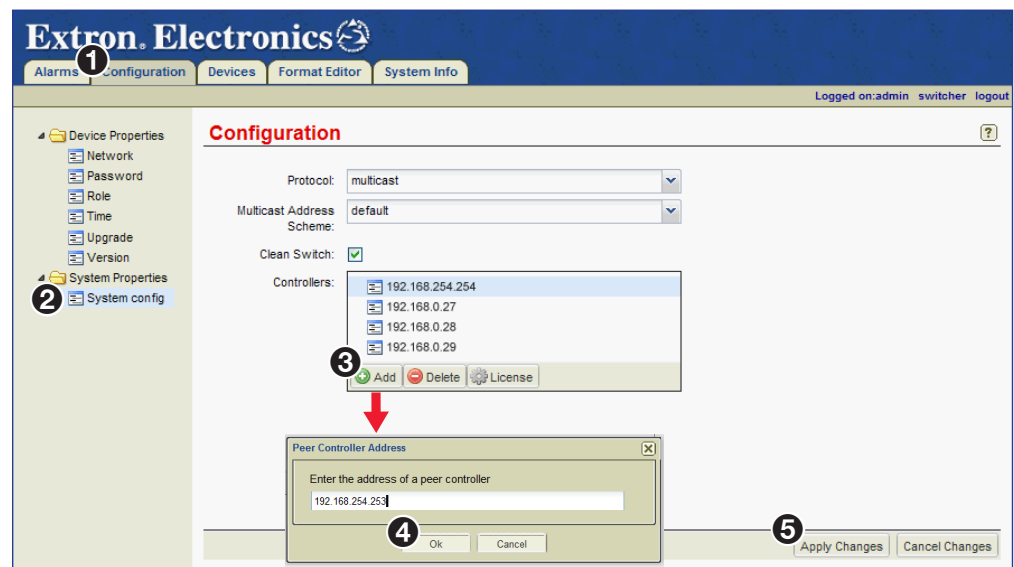 Extron® Electronics
1
Alarms Configuration Devices Format Editor System Info
Logged on:admin switcher logout
Device Properties
Network
Password
Role
Time
Upgrade
Version
System Properties
2 System config
Configuration ?
Protocol: multicast
Multicast Address Scheme: default
Clean Switch:
Controllers:
192.168.254.254
192.168.0.27
192.168.0.28
192.168.0.29
3
Add Delete License
Peer Controller Address
Enter the address of a peer controller
192.168.254.253
4 Ok Cancel
5
Apply Changes Cancel Changes